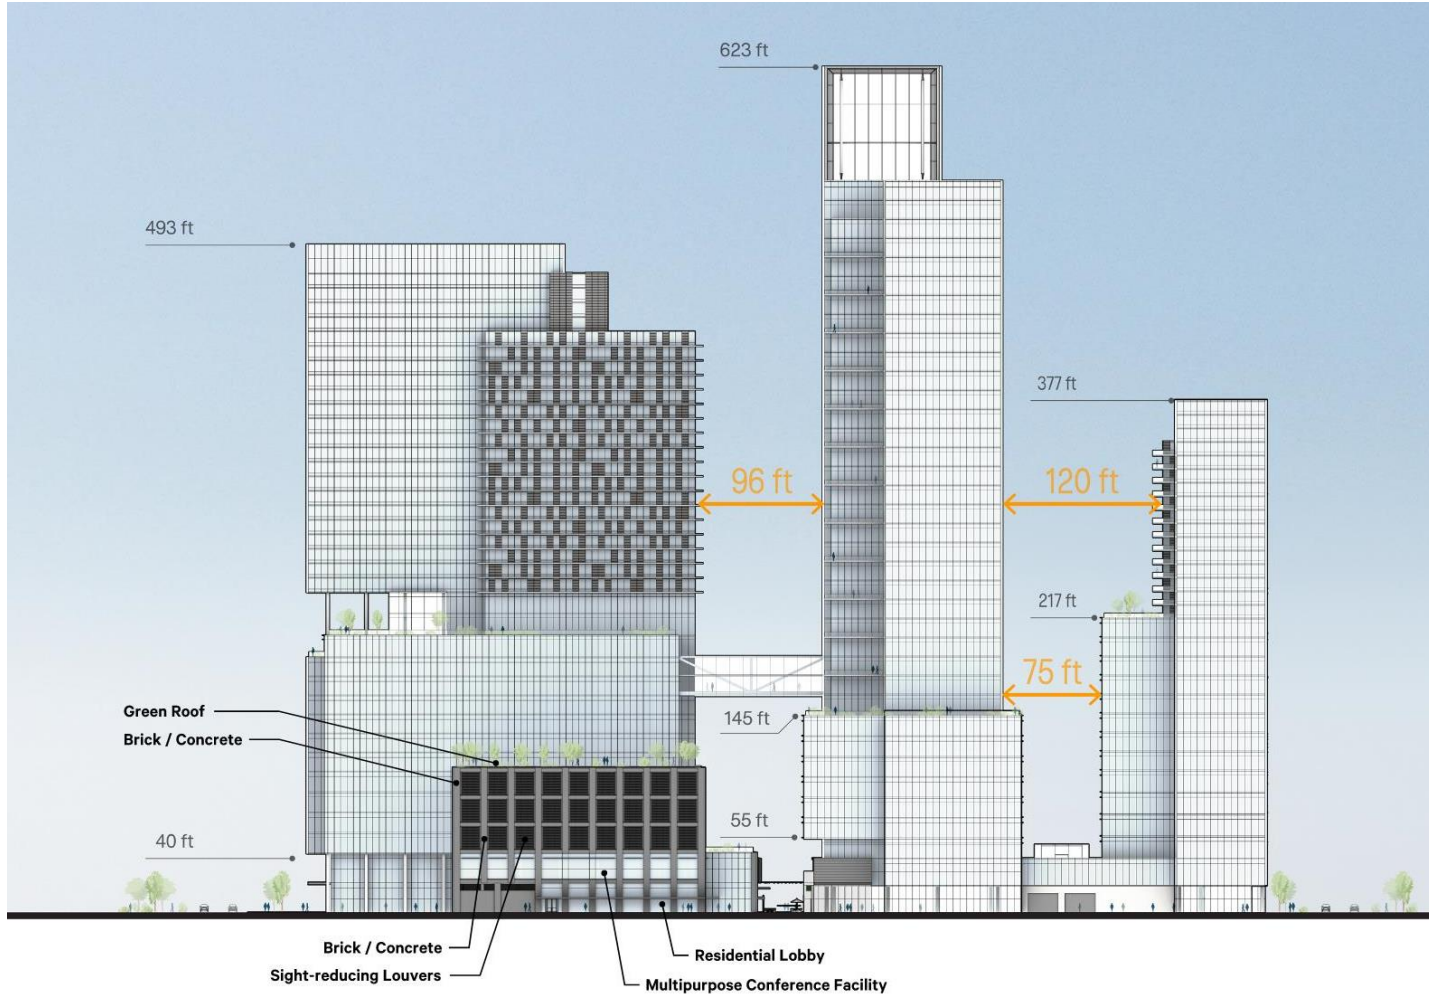 623 ft
493 ft
377 ft
96 ft
120 ft
217 ft
75 ft
Green Roof
145 ft
Brick / Concrete
55 ft
40 ft
Brick / Concrete
Residential Lobby
Sight-reducing Louvers
Multipurpose Conference Facility